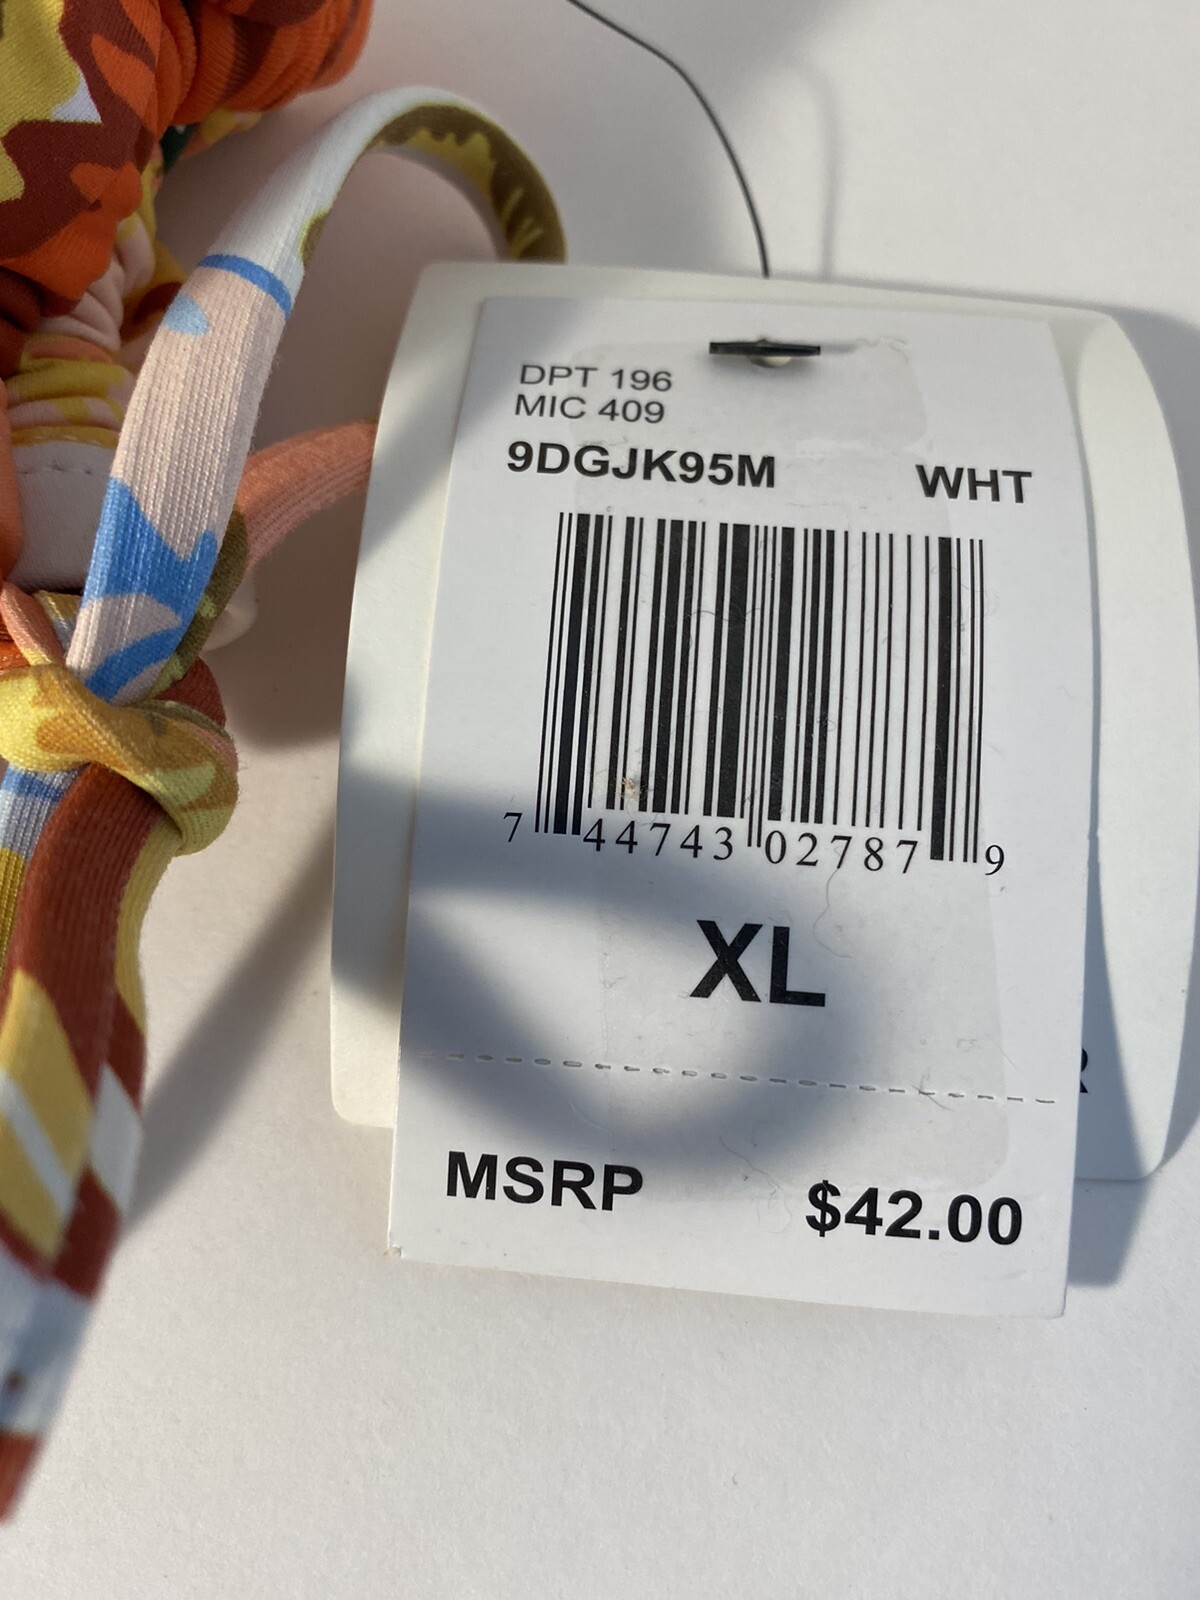 DPT 196
MIC 409
9DGJK95M WHT
7 44743 02787 9
XL
MSRP $42.00